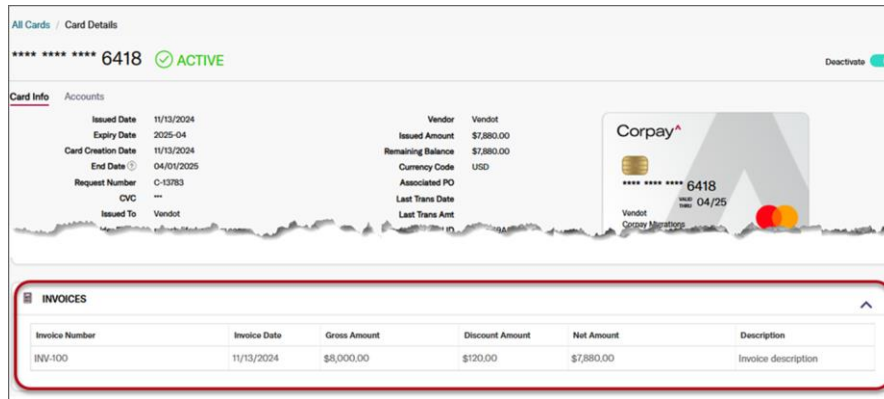 All Cards / Card Details
**** **** **** 6418 ACTIVE
Deactivate
Card Info Accounts
Issued Date 11/13/2024
Expiry Date 2025-04
Card Creation Date 11/13/2024
End Date ? 04/01/2025
Request Number C-13783
CVC ***
Issued To Vendot
Vendor Vendot
Issued Amount $7,880.00
Remaining Balance $7,880.00
Currency Code USD
Associated PO
Last Trans Date
Last Trans Amt
Corpay^
**** **** **** 6418
VALID THRU 04/25
Vendot
Corpay Migrations
INVOICES
Invoice Number Invoice Date Gross Amount Discount Amount Net Amount Description
INV-100 11/13/2024 $8,000.00 $120.00 $7,880.00 Invoice description